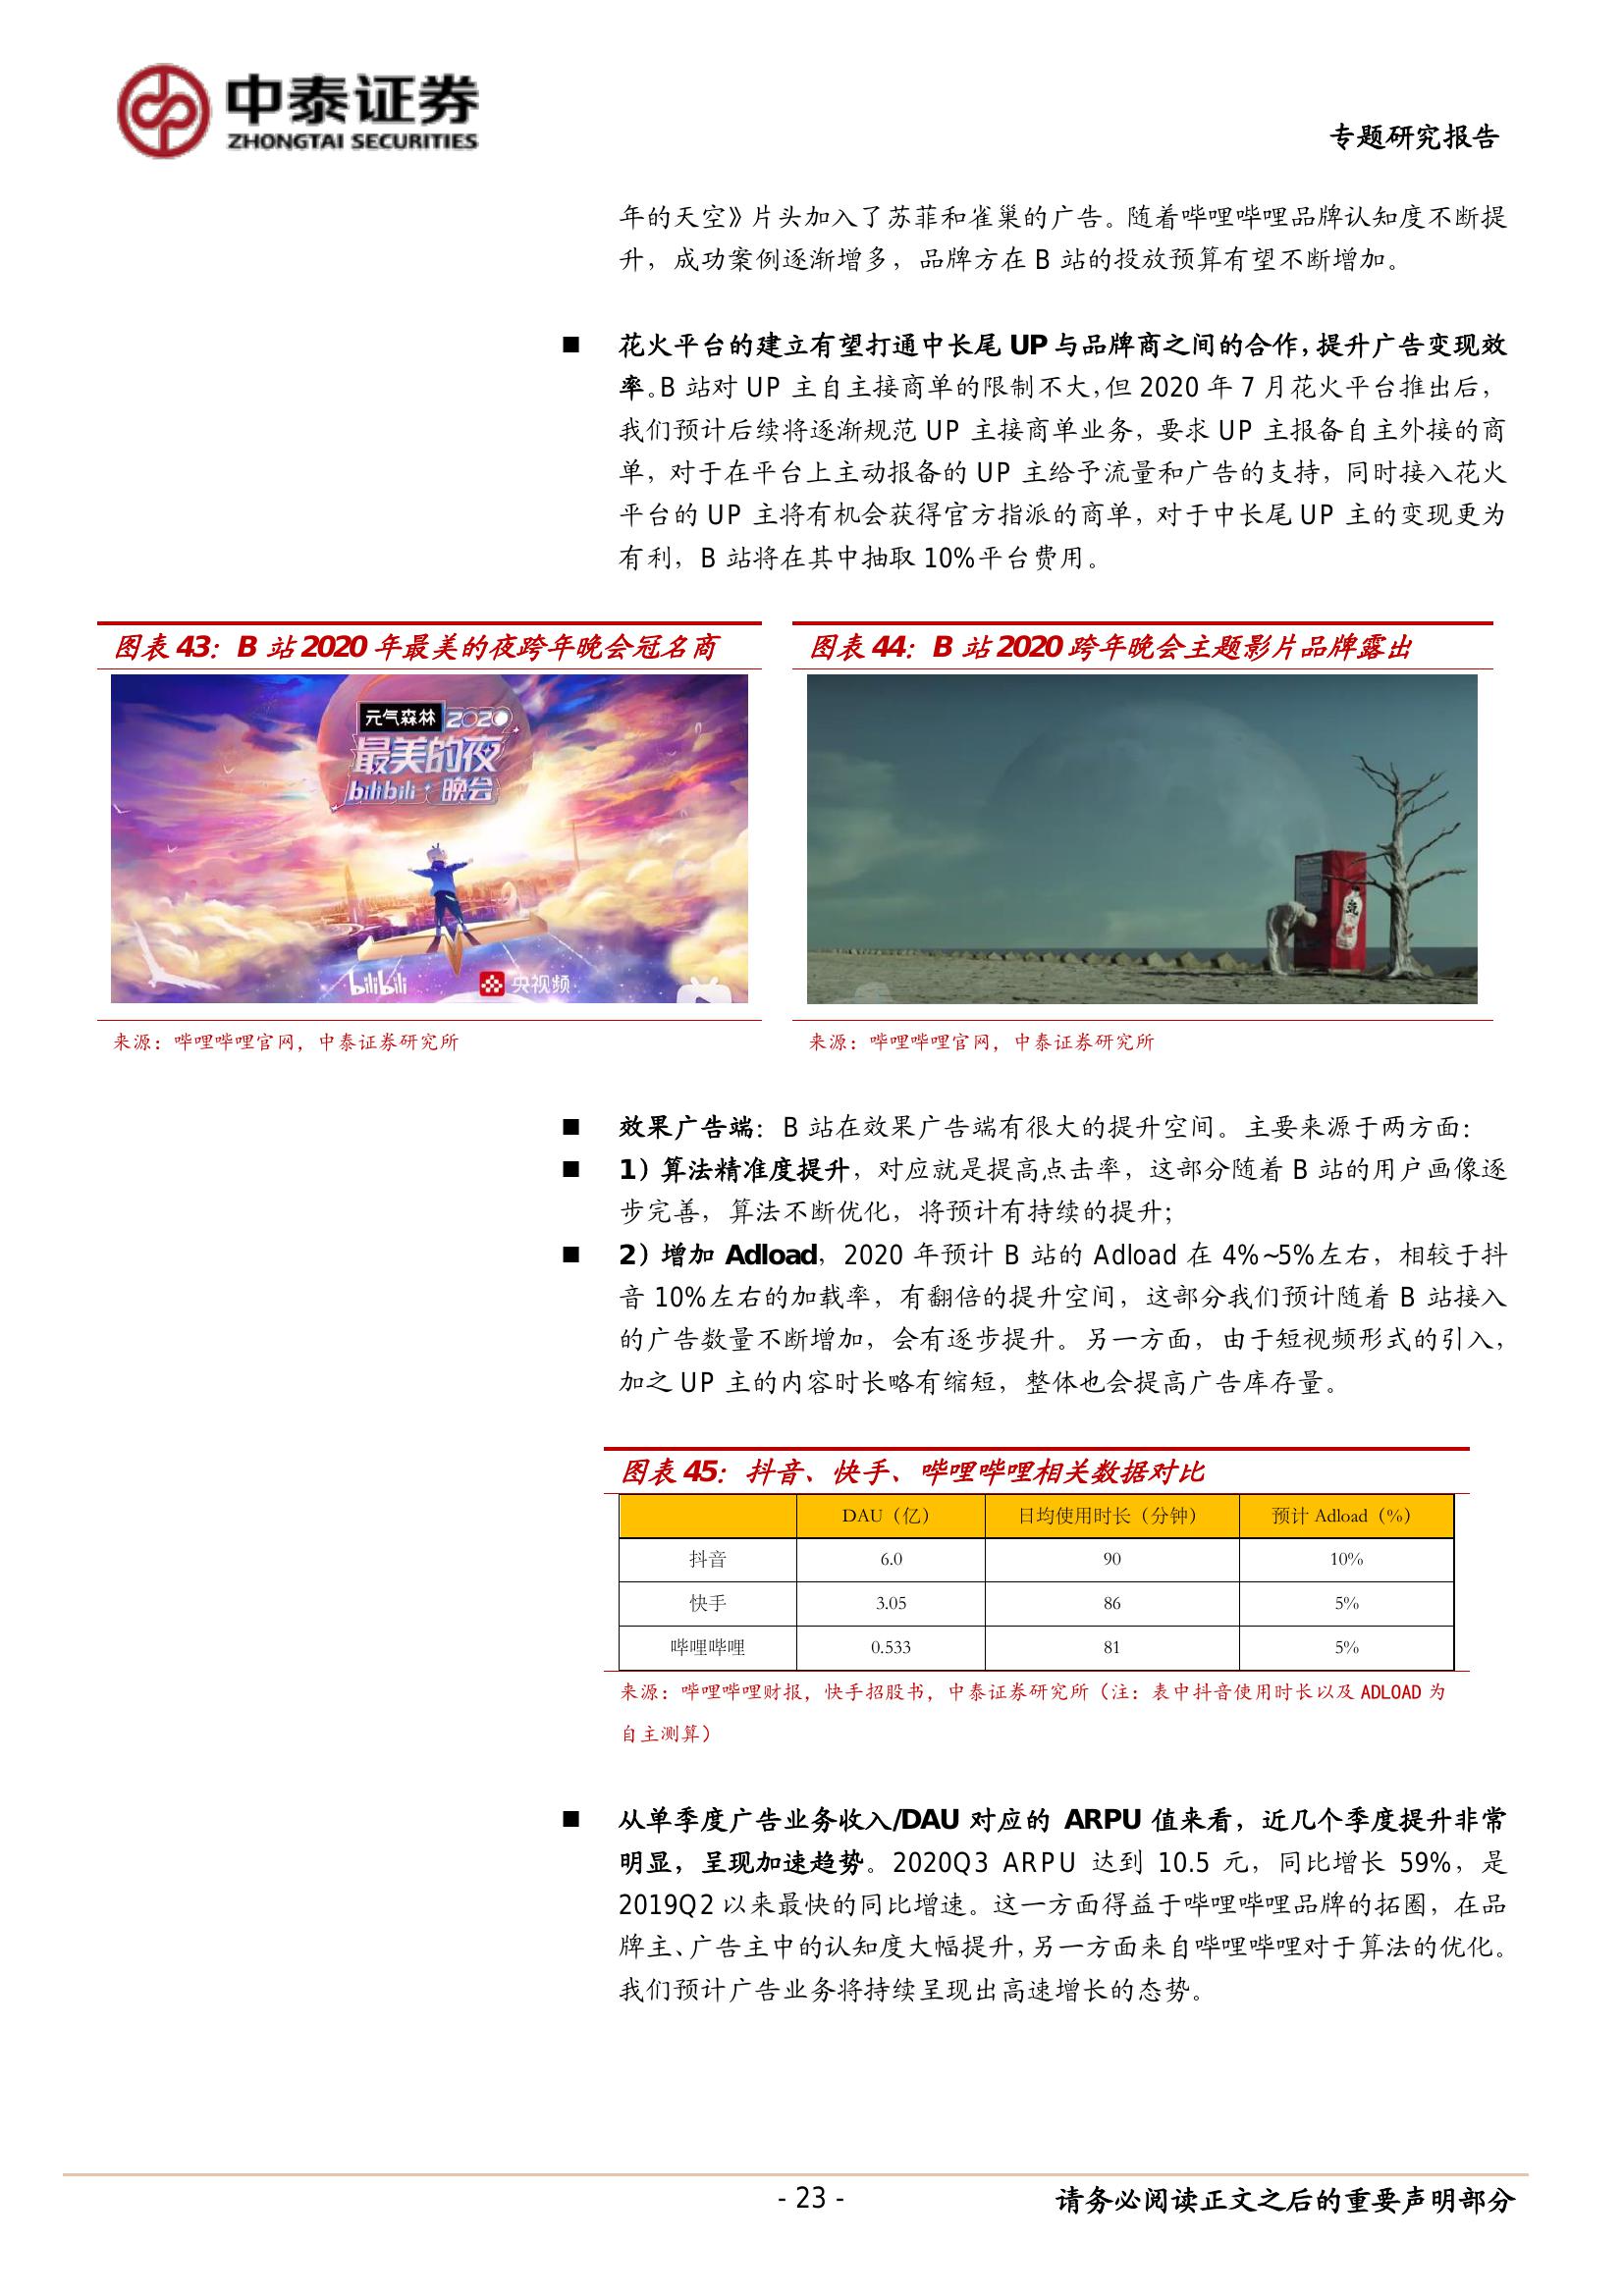 中泰证券
ZHONGTAI SECURITIES
专题研究报告
年的天空》片头加入了苏菲和雀巢的广告。随着哔哩哔哩品牌认知度不断提
升，成功案例逐渐增多，品牌方在 B 站的投放预算有望不断增加。
■ 花火平台的建立有望打通中长尾 UP 与品牌商之间的合作，提升广告变现效
率。B 站对 UP 主自主接商单的限制不大，但 2020 年 7 月花火平台推出后，
我们预计后续将逐渐规范 UP 主接商单业务，要求 UP 主报备自主外接的商
单，对于在平台上主动报备的 UP 主给予流量和广告的支持，同时接入花火
平台的 UP 主将有机会获得官方指派的商单，对于中长尾 UP 主的变现更为
有利，B 站将在其中抽取 10%平台费用。
图表 43：B 站 2020 年最美的夜跨年晚会冠名商
元气森林 2020
最美的夜
bilibili 晚会
bilibili 央视频
来源：哔哩哔哩官网，中泰证券研究所
图表 44：B 站 2020 跨年晚会主题影片品牌露出
気
来源：哔哩哔哩官网，中泰证券研究所
■ 效果广告端：B 站在效果广告端有很大的提升空间。主要来源于两方面：
■ 1）算法精准度提升，对应就是提高点击率，这部分随着 B 站的用户画像逐
步完善，算法不断优化，将预计有持续的提升；
■ 2）增加 Adload，2020 年预计 B 站的 Adload 在 4%~5%左右，相较于抖
音 10%左右的加载率，有翻倍的提升空间，这部分我们预计随着 B 站接入
的广告数量不断增加，会有逐步提升。另一方面，由于短视频形式的引入，
加之 UP 主的内容时长略有缩短，整体也会提高广告库存量。
图表 45：抖音、快手、哔哩哔哩相关数据对比
DAU（亿） 日均使用时长（分钟） 预计 Adload（%）
抖音 6.0 90 10%
快手 3.05 86 5%
哔哩哔哩 0.533 81 5%
来源：哔哩哔哩财报，快手招股书，中泰证券研究所（注：表中抖音使用时长以及 ADLOAD 为
自主测算）
■ 从单季度广告业务收入/DAU 对应的 ARPU 值来看，近几个季度提升非常
明显，呈现加速趋势。2020Q3 ARPU 达到 10.5 元，同比增长 59%，是
2019Q2 以来最快的同比增速。这一方面得益于哔哩哔哩品牌的拓圈，在品
牌主、广告主中的认知度大幅提升，另一方面来自哔哩哔哩对于算法的优化。
我们预计广告业务将持续呈现出高速增长的态势。
- 23 -
请务必阅读正文之后的重要声明部分